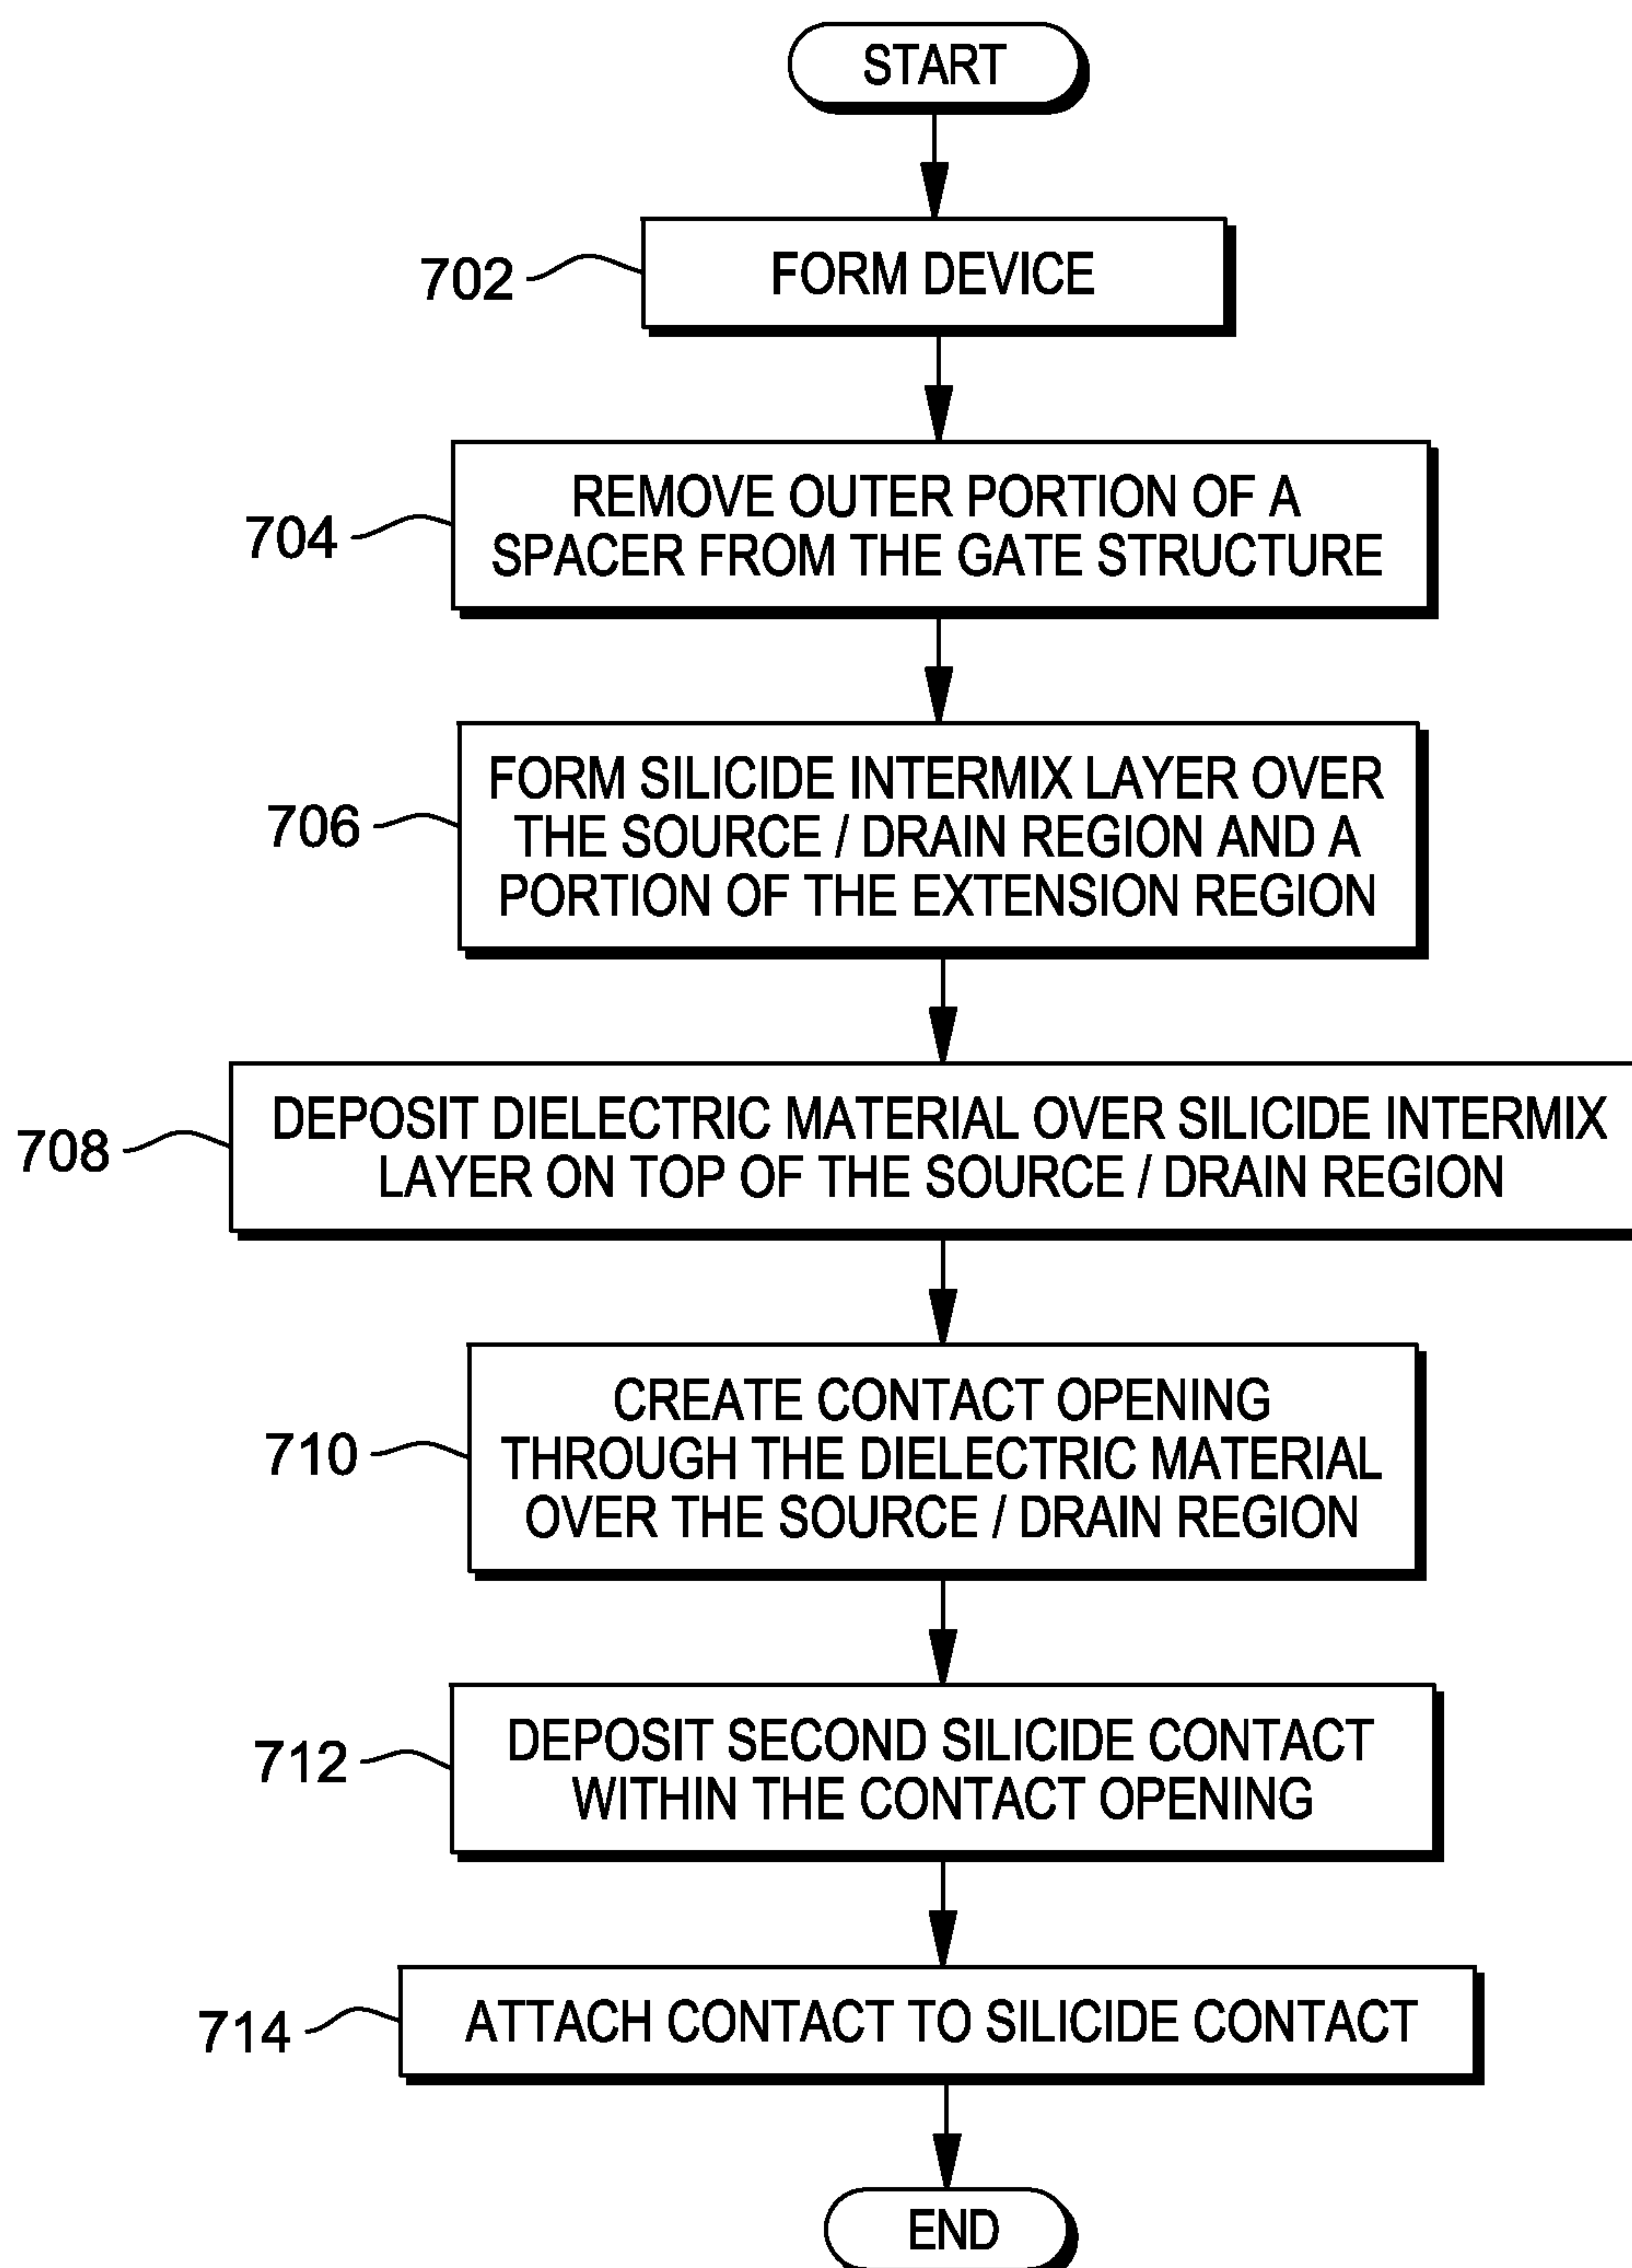 START
702
FORM DEVICE
704
REMOVE OUTER PORTION OF A
SPACER FROM THE GATE STRUCTURE
706
FORM SILICIDE INTERMIX LAYER OVER
THE SOURCE / DRAIN REGION AND A
PORTION OF THE EXTENSION REGION
708
DEPOSIT DIELECTRIC MATERIAL OVER SILICIDE INTERMIX
LAYER ON TOP OF THE SOURCE / DRAIN REGION
710
CREATE CONTACT OPENING
THROUGH THE DIELECTRIC MATERIAL
OVER THE SOURCE / DRAIN REGION
712
DEPOSIT SECOND SILICIDE CONTACT
WITHIN THE CONTACT OPENING
714
ATTACH CONTACT TO SILICIDE CONTACT
END